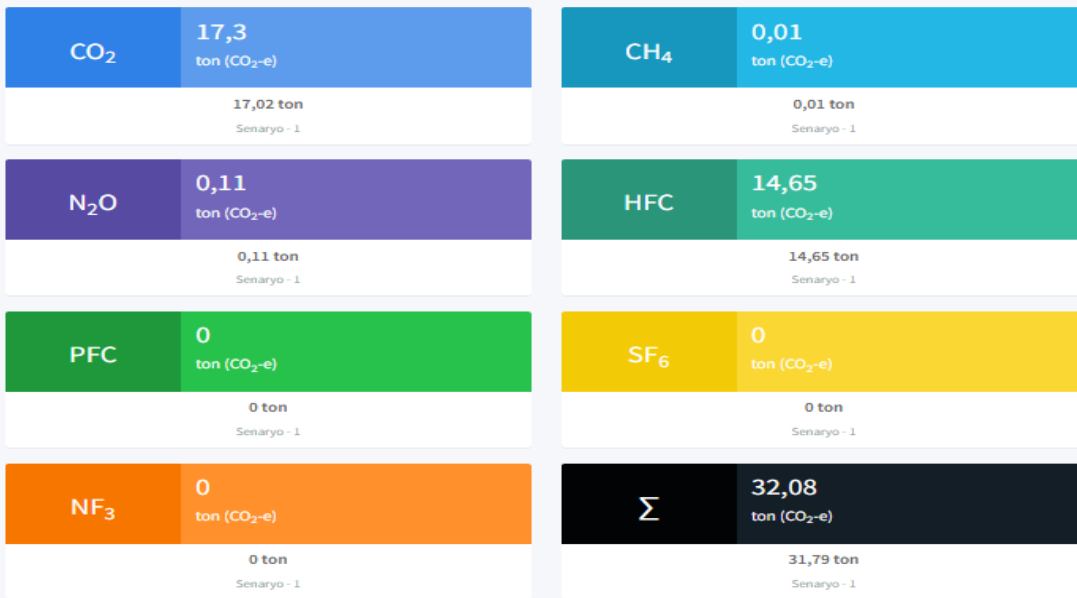 CO₂
17,3
ton (CO₂-e)
17,02 ton
Senaryo - 1
CH₄
0,01
ton (CO₂-e)
0,01 ton
Senaryo - 1
N₂O
0,11
ton (CO₂-e)
0,11 ton
Senaryo - 1
HFC
14,65
ton (CO₂-e)
14,65 ton
Senaryo - 1
PFC
0
ton (CO₂-e)
0 ton
Senaryo - 1
SF₆
0
ton (CO₂-e)
0 ton
Senaryo - 1
NF₃
0
ton (CO₂-e)
0 ton
Senaryo - 1
Σ
32,08
ton (CO₂-e)
31,79 ton
Senaryo - 1